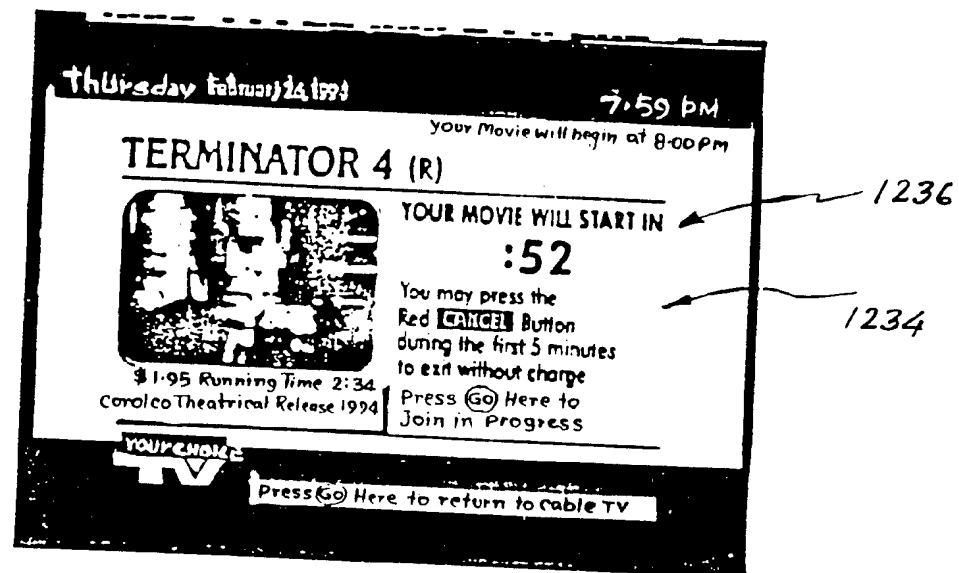 Thursday February 24, 1994
7:59 PM
Your Movie will begin at 8:00 PM
TERMINATOR 4 (R)
YOUR MOVIE WILL START IN
:52
You may press the
Red CANCEL Button
during the first 5 minutes
to exit without charge
Press GO Here to
Join in Progress
$1.95 Running Time 2:34
Carolco Theatrical Release 1994
YOUR CHOICE
TV
Press GO Here to return to Cable TV
1236
1234